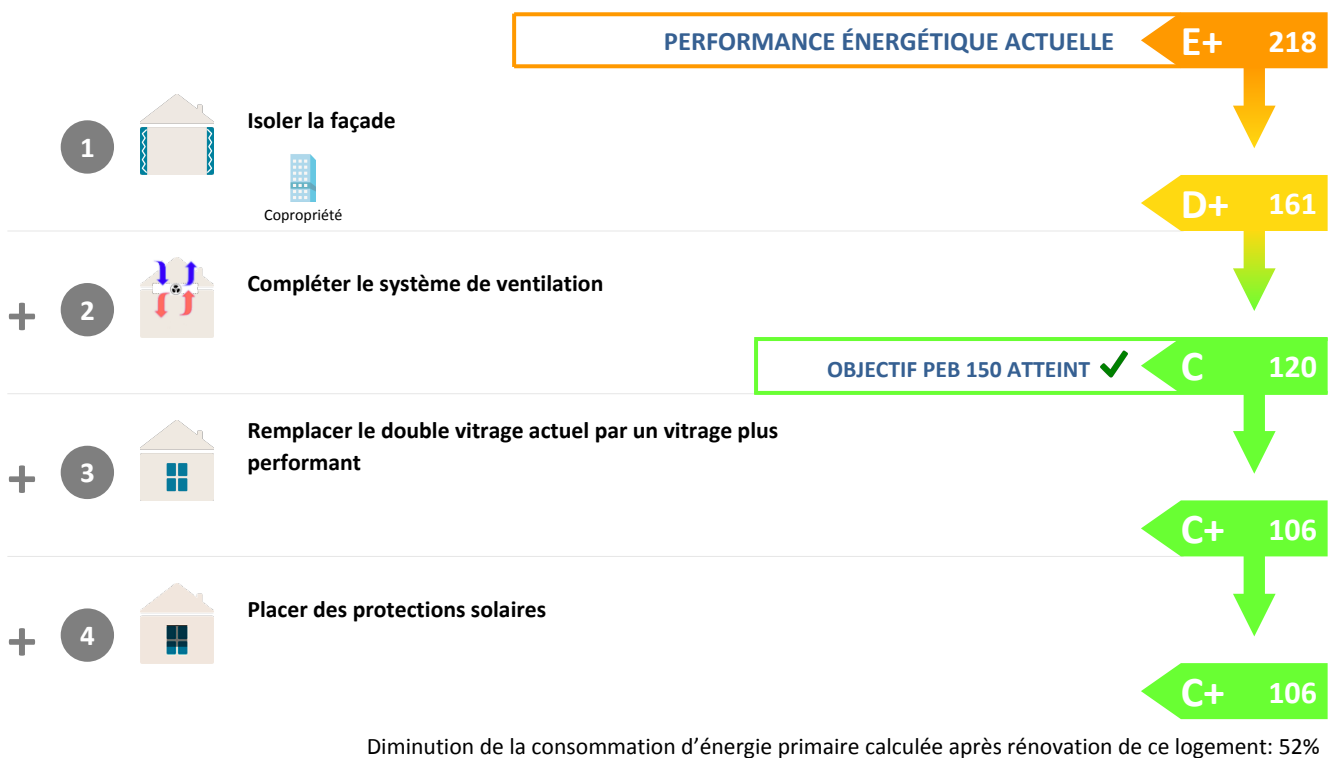 PERFORMANCE ÉNERGÉTIQUE ACTUELLE E+ 218
1 Isoler la façade
Copropriété
D+ 161
+ 2 Compléter le système de ventilation
OBJECTIF PEB 150 ATTEINT ✓ C 120
+ 3 Remplacer le double vitrage actuel par un vitrage plus
performant
C+ 106
+ 4 Placer des protections solaires
C+ 106
Diminution de la consommation d’énergie primaire calculée après rénovation de ce logement: 52%